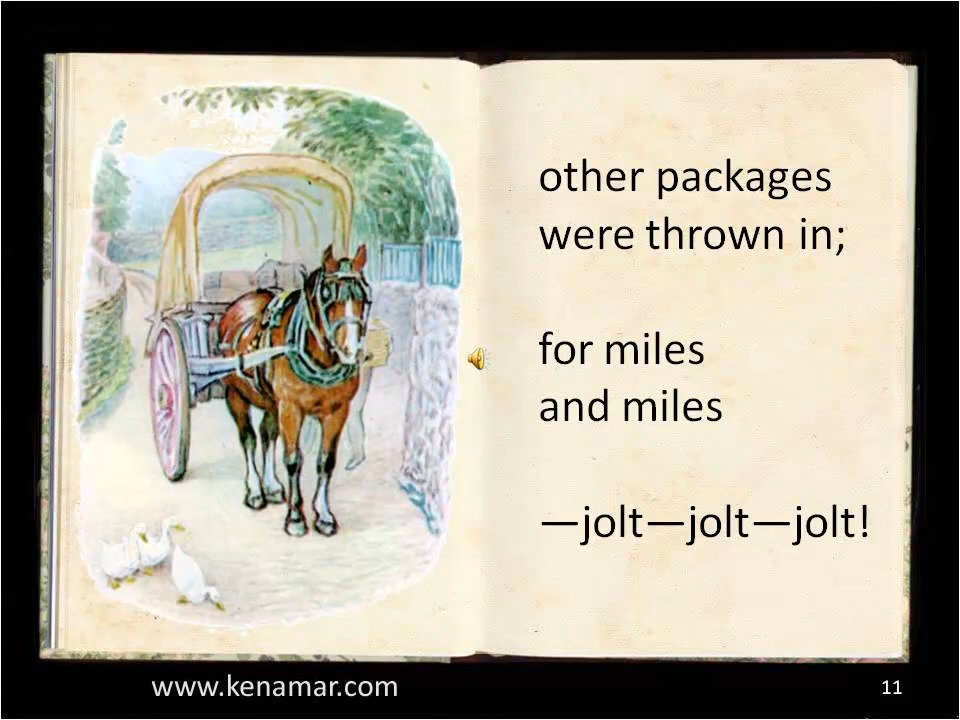 other packages
were thrown in;
for miles
and miles
—jolt—jolt—jolt!
www.kenamar.com
11